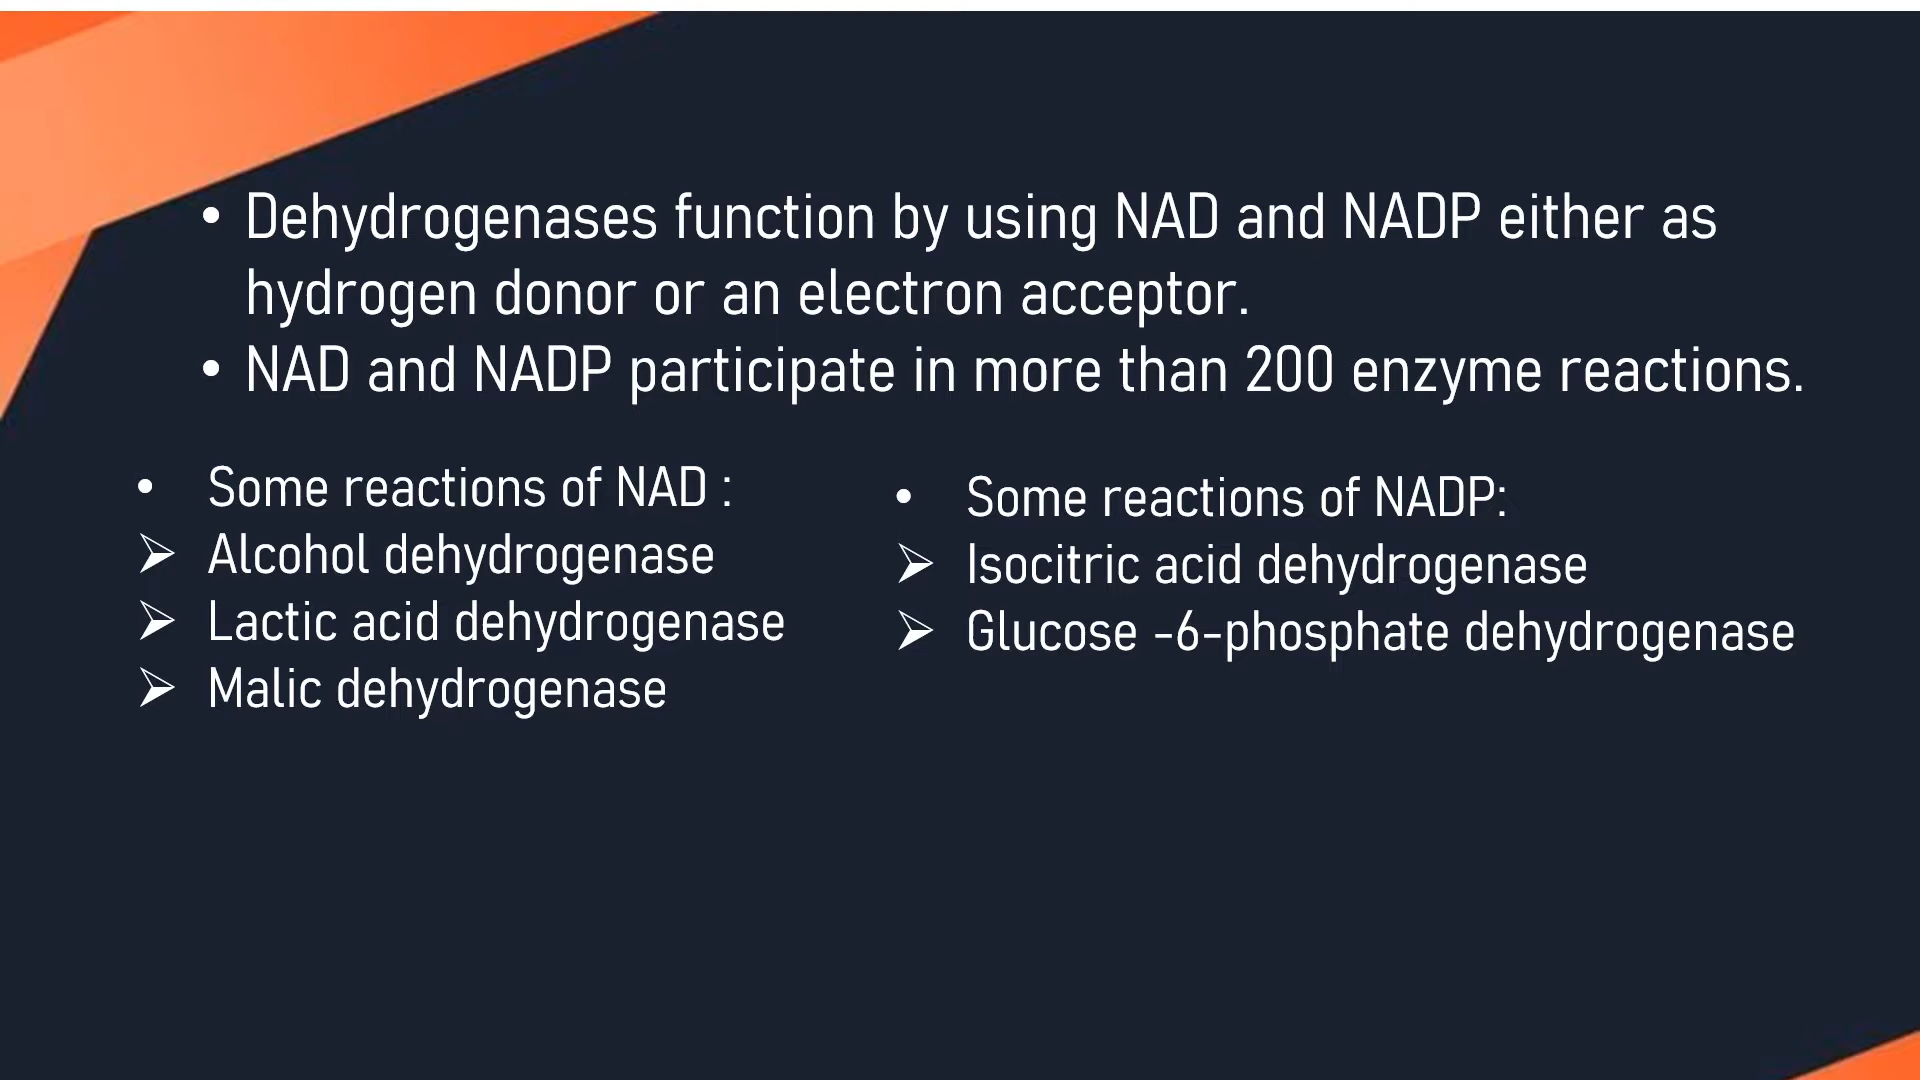 • Dehydrogenases function by using NAD and NADP either as
hydrogen donor or an electron acceptor.
• NAD and NADP participate in more than 200 enzyme reactions.
• Some reactions of NAD :
➢ Alcohol dehydrogenase
➢ Lactic acid dehydrogenase
➢ Malic dehydrogenase
• Some reactions of NADP:
➢ Isocitric acid dehydrogenase
➢ Glucose -6-phosphate dehydrogenase